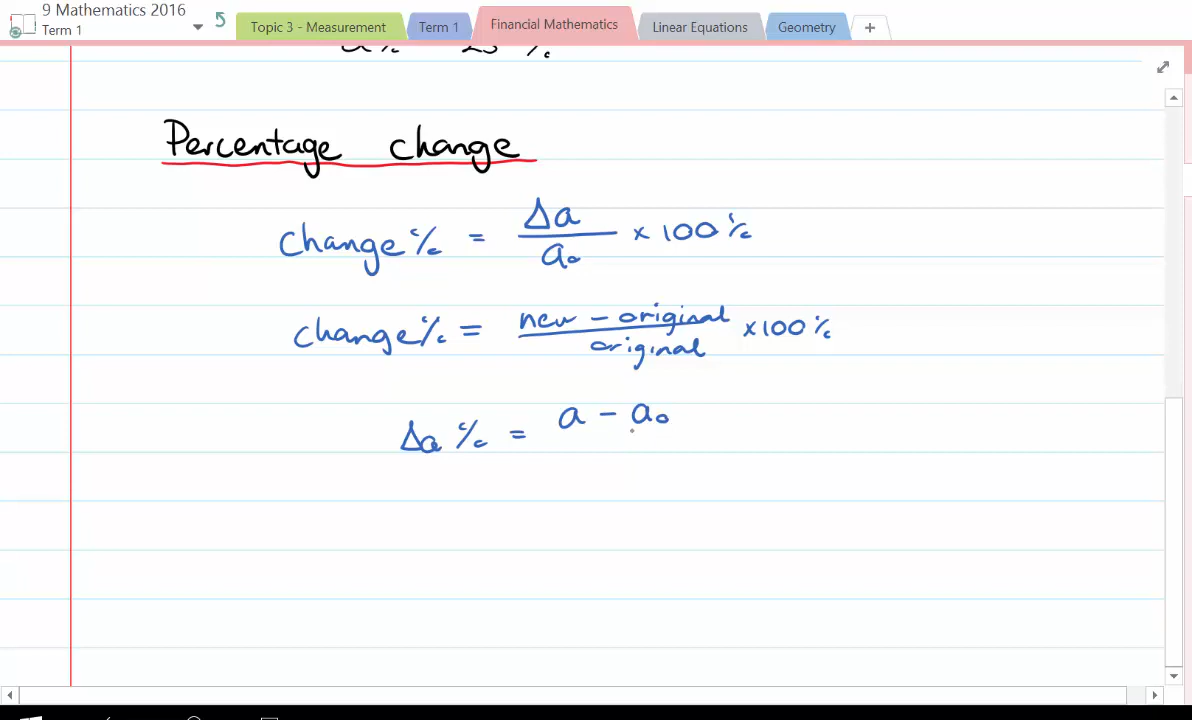 9 Mathematics 2016
Term 1
Topic 3 - Measurement
Term 1
Financial Mathematics
Linear Equations
Geometry
+
Percentage change
change % = Δa / a₀ × 100 %
change % = new - original / original × 100 %
Δa % = a - a₀